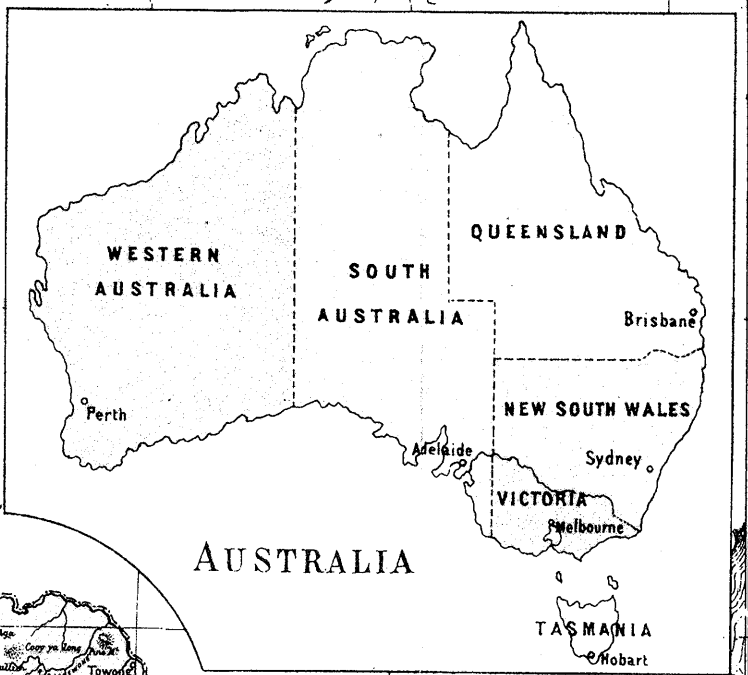 QUEENSLAND
WESTERN
AUSTRALIA
SOUTH
AUSTRALIA
Brisbane
Perth
NEW SOUTH WALES
Adelaide
Sydney
VICTORIA
Melbourne
AUSTRALIA
TASMANIA
Hobart
Towong